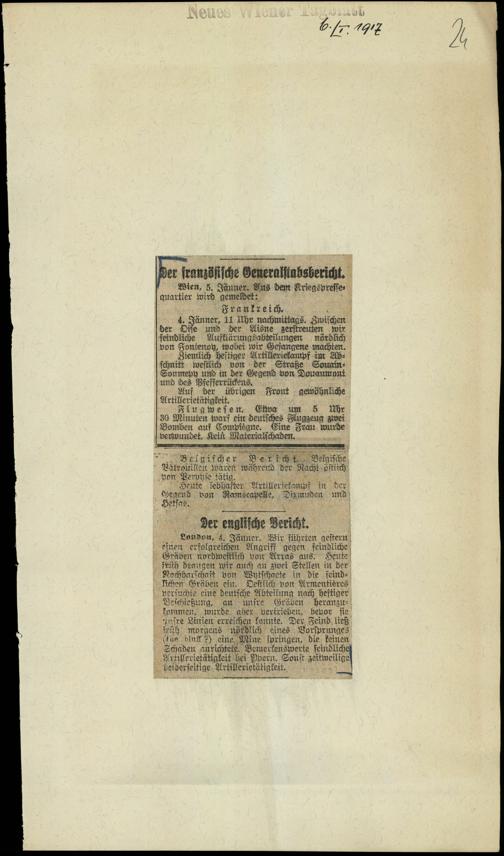 Neues Wiener Tagblatt
6./I. 1917
24
Der französische Generalstabsbericht.
Wien, 5. Jänner. Aus dem Kriegspresse-
quartier wird gemeldet:
Frankreich.
4. Jänner, 11 Uhr nachmittags. Zwischen
der Oise und der Aisne zerstreuten wir
feindliche Aufklärungsabteilungen nördlich
von Fontenoy, wobei wir Gefangene machten.
Ziemlich heftiger Artilleriekampf im Ab-
schnitt westlich von der Straße Souain-
Sommepy und in der Gegend von Douaumont
und des Pfefferrückens.
Auf der übrigen Front gewöhnliche
Artillerietätigkeit.
Flugwesen. Etwa um 5 Uhr
30 Minuten warf ein deutsches Flugzeug zwei
Bomben auf Compiègne. Eine Frau wurde
verwundet. Kein Materialschaden.
Belgischer Bericht. Belgische
Patrouillen waren während der Nacht östlich
von Pervyse tätig.
Heute lebhafter Artilleriekampf in der
Gegend von Ramscapelle, Dixmuden und
Hetsas.
Der englische Bericht.
London, 4. Jänner. Wir führten gestern
einen erfolgreichen Angriff gegen feindliche
Gräben nordwestlich von Arras aus. Heute
früh drangen wir auch an zwei Stellen in der
Nachbarschaft von Wytschaete in die feind-
lichen Gräben ein. Oestlich von Armentières
versuchte eine deutsche Abteilung nach heftiger
Beschießung, an unsre Gräben heranzu-
kommen, wurde aber vertrieben, bevor sie
unsre Linien erreichen konnte. Der Feind ließ
früh morgens nördlich eines Vorsprunges
eine Mine springen, die keinen
Schaden anrichtete. Bemerkenswerte feindliche
Artillerietätigkeit bei Ypern. Sonst zeitweilige
beiderseitige Artillerietätigkeit.